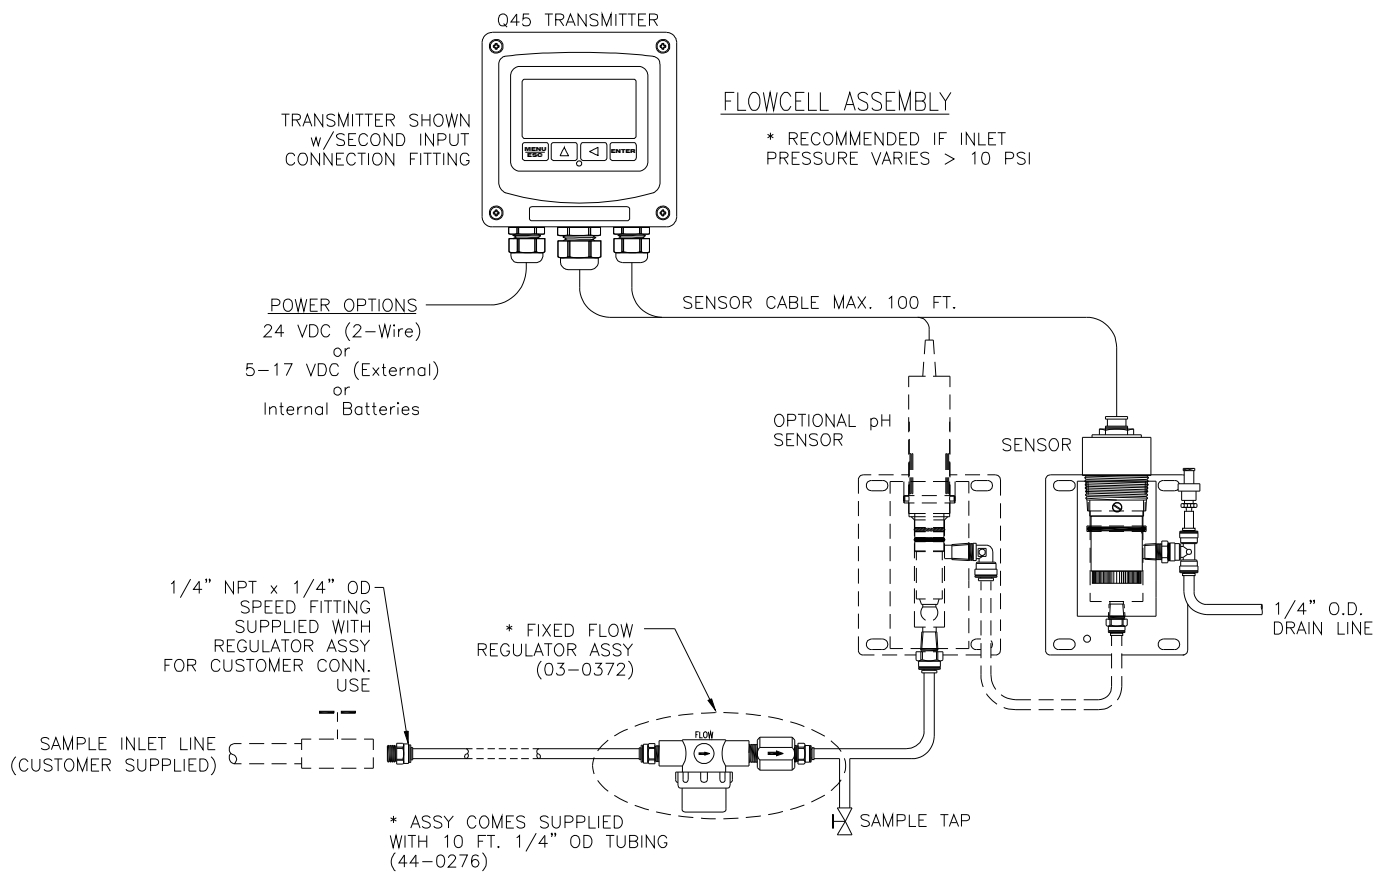 Q45 TRANSMITTER
FLOWCELL ASSEMBLY
* RECOMMENDED IF INLET
PRESSURE VARIES > 10 PSI
TRANSMITTER SHOWN
w/SECOND INPUT
CONNECTION FITTING
MENU
ESC
ENTER
POWER OPTIONS
24 VDC (2-Wire)
or
5-17 VDC (External)
or
Internal Batteries
SENSOR CABLE MAX. 100 FT.
OPTIONAL pH
SENSOR
SENSOR
1/4" NPT x 1/4" OD
SPEED FITTING
SUPPLIED WITH
REGULATOR ASSY
FOR CUSTOMER CONN.
USE
* FIXED FLOW
REGULATOR ASSY
(03-0372)
1/4" O.D.
DRAIN LINE
SAMPLE INLET LINE
(CUSTOMER SUPPLIED)
FLOW
* ASSY COMES SUPPLIED
WITH 10 FT. 1/4" OD TUBING
(44-0276)
SAMPLE TAP